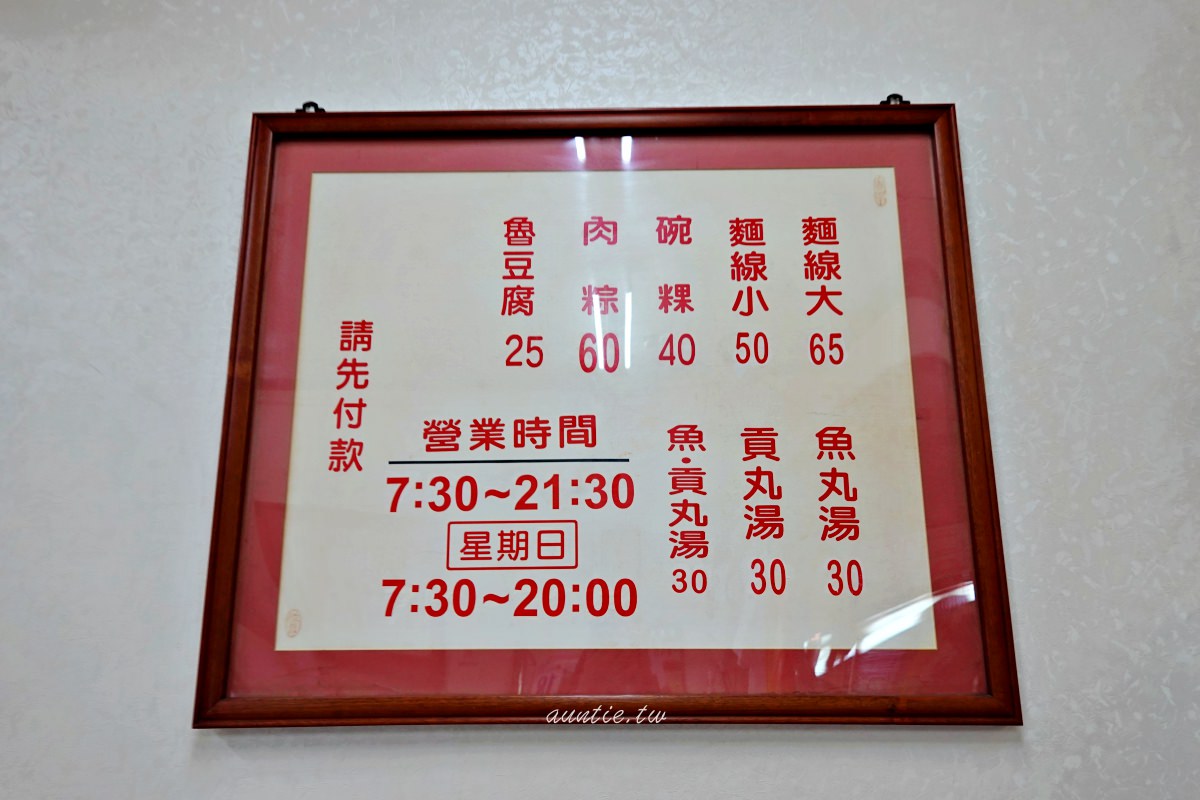 麵線大 65
麵線小 50
碗粿 40
肉粽 60
魯豆腐 25
魚丸湯 30
貢丸湯 30
魚·貢丸湯 30
營業時間
7:30~21:30
星期日
7:30~20:00
請先付款
auntie.tw